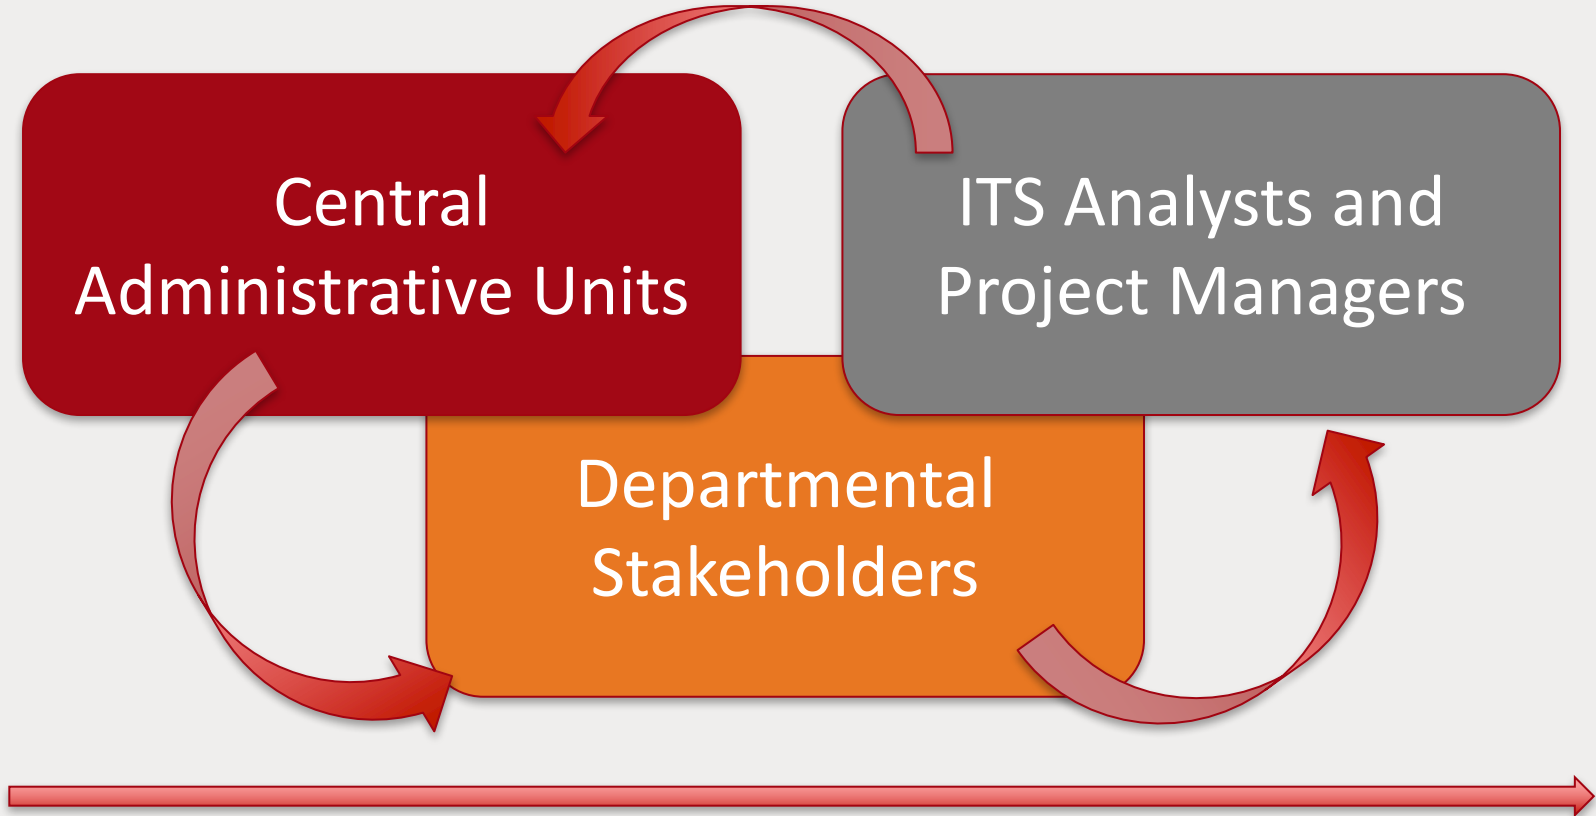 Central
Administrative Units
ITS Analysts and
Project Managers
Departmental
Stakeholders